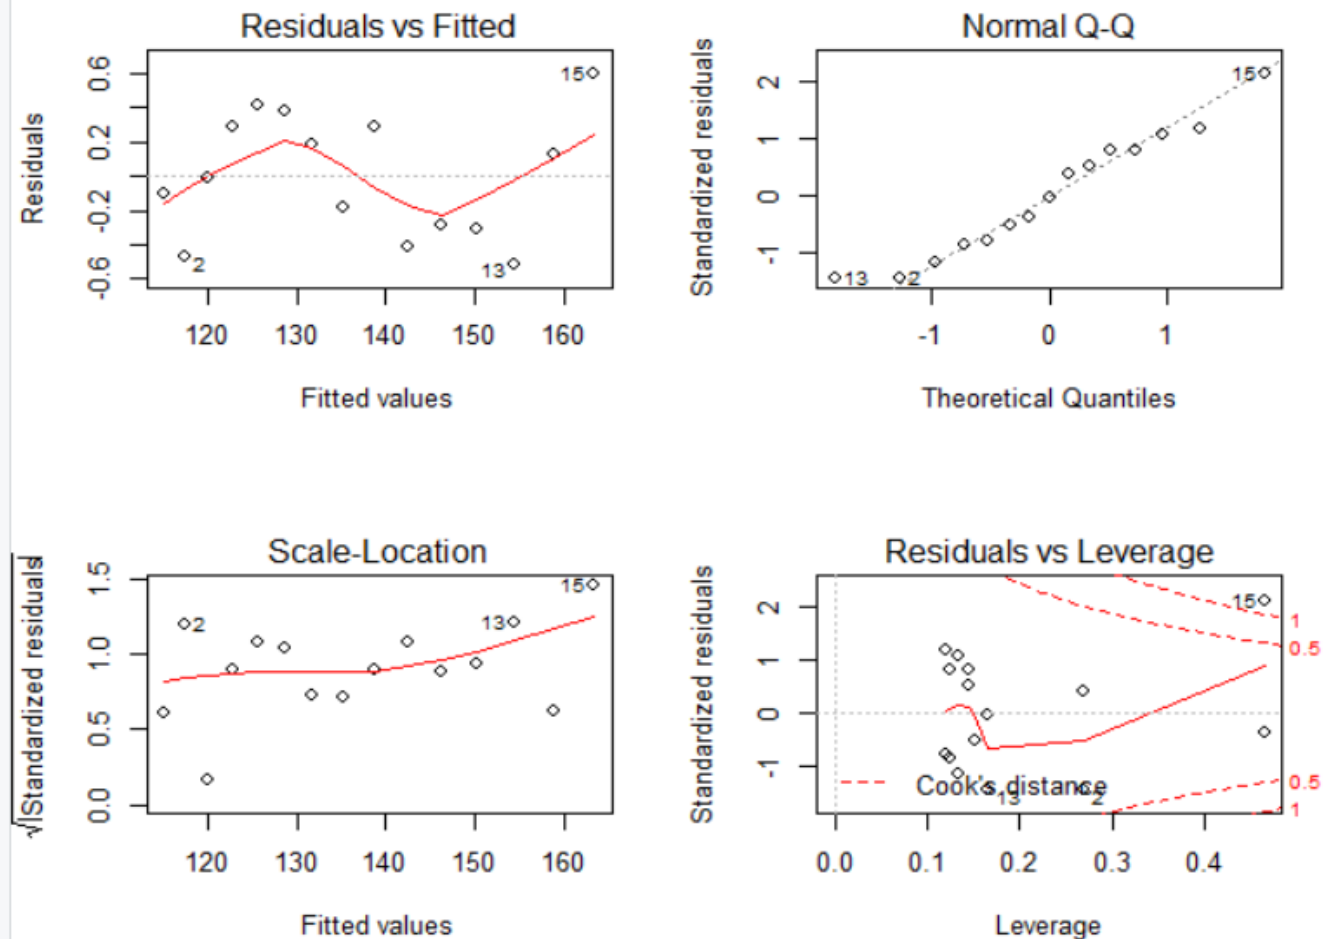 Residuals vs Fitted
Residuals
0.6
0.2
-0.2
-0.6
15
2
13
120 130 140 150 160
Fitted values
Normal Q-Q
Standardized residuals
2
1
0
-1
15
13
2
-1 0 1
Theoretical Quantiles
Scale-Location
√|Standardized residuals|
1.5
1.0
0.5
0.0
15
13
2
120 130 140 150 160
Fitted values
Residuals vs Leverage
Standardized residuals
2
1
0
-1
15
1
0.5
0.5
1
Cook's distance
13
2
0.0 0.1 0.2 0.3 0.4
Leverage